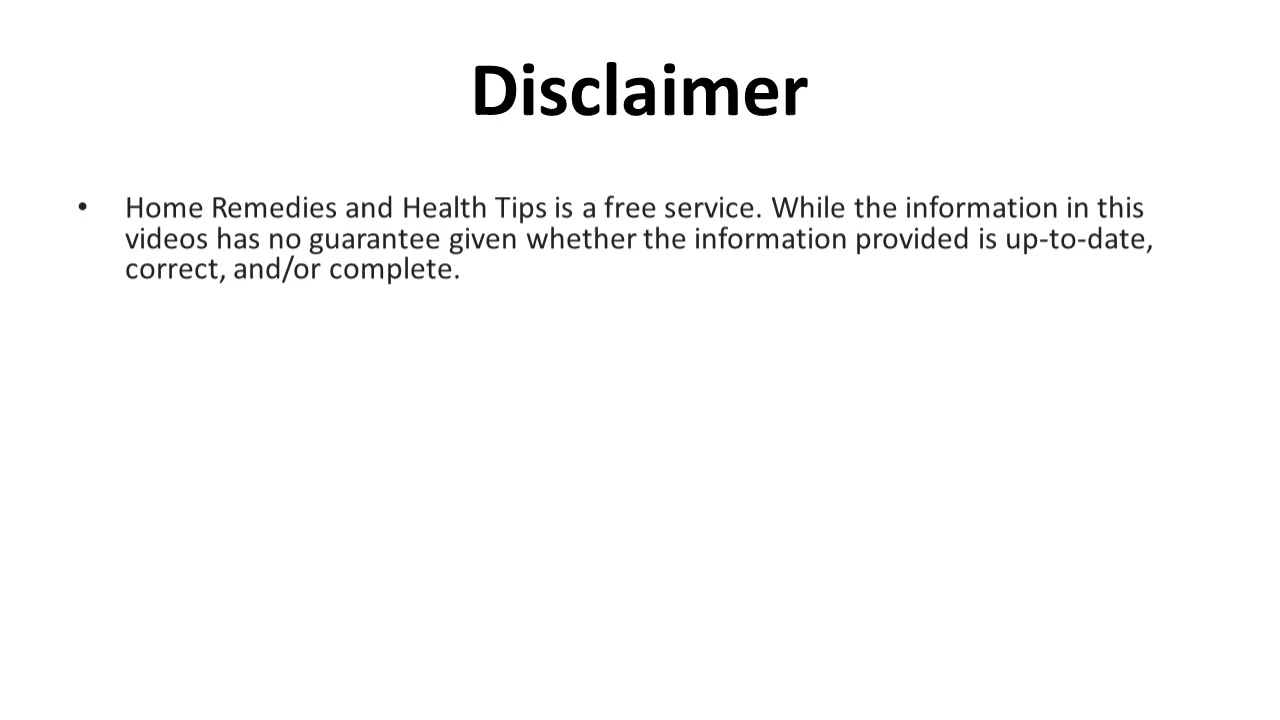 Disclaimer
• Home Remedies and Health Tips is a free service. While the information in this
videos has no guarantee given whether the information provided is up-to-date,
correct, and/or complete.